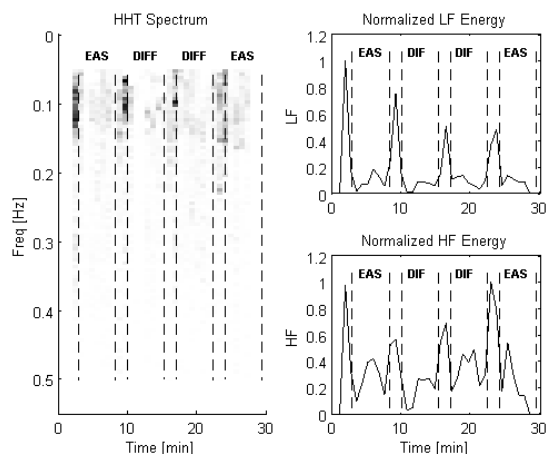 HHT Spectrum
0
0.1
0.2
0.3
0.4
0.5
Freq [Hz]
EAS DIFF DIFF EAS
0 10 20 30
Time [min]
Normalized LF Energy
1.2
1
0.8
0.6
0.4
0.2
0
LF
EAS DIF DIF EAS
0 10 20 30
Normalized HF Energy
1.2
1
0.8
0.6
0.4
0.2
0
HF
EAS DIF DIF EAS
0 10 20 30
Time [min]